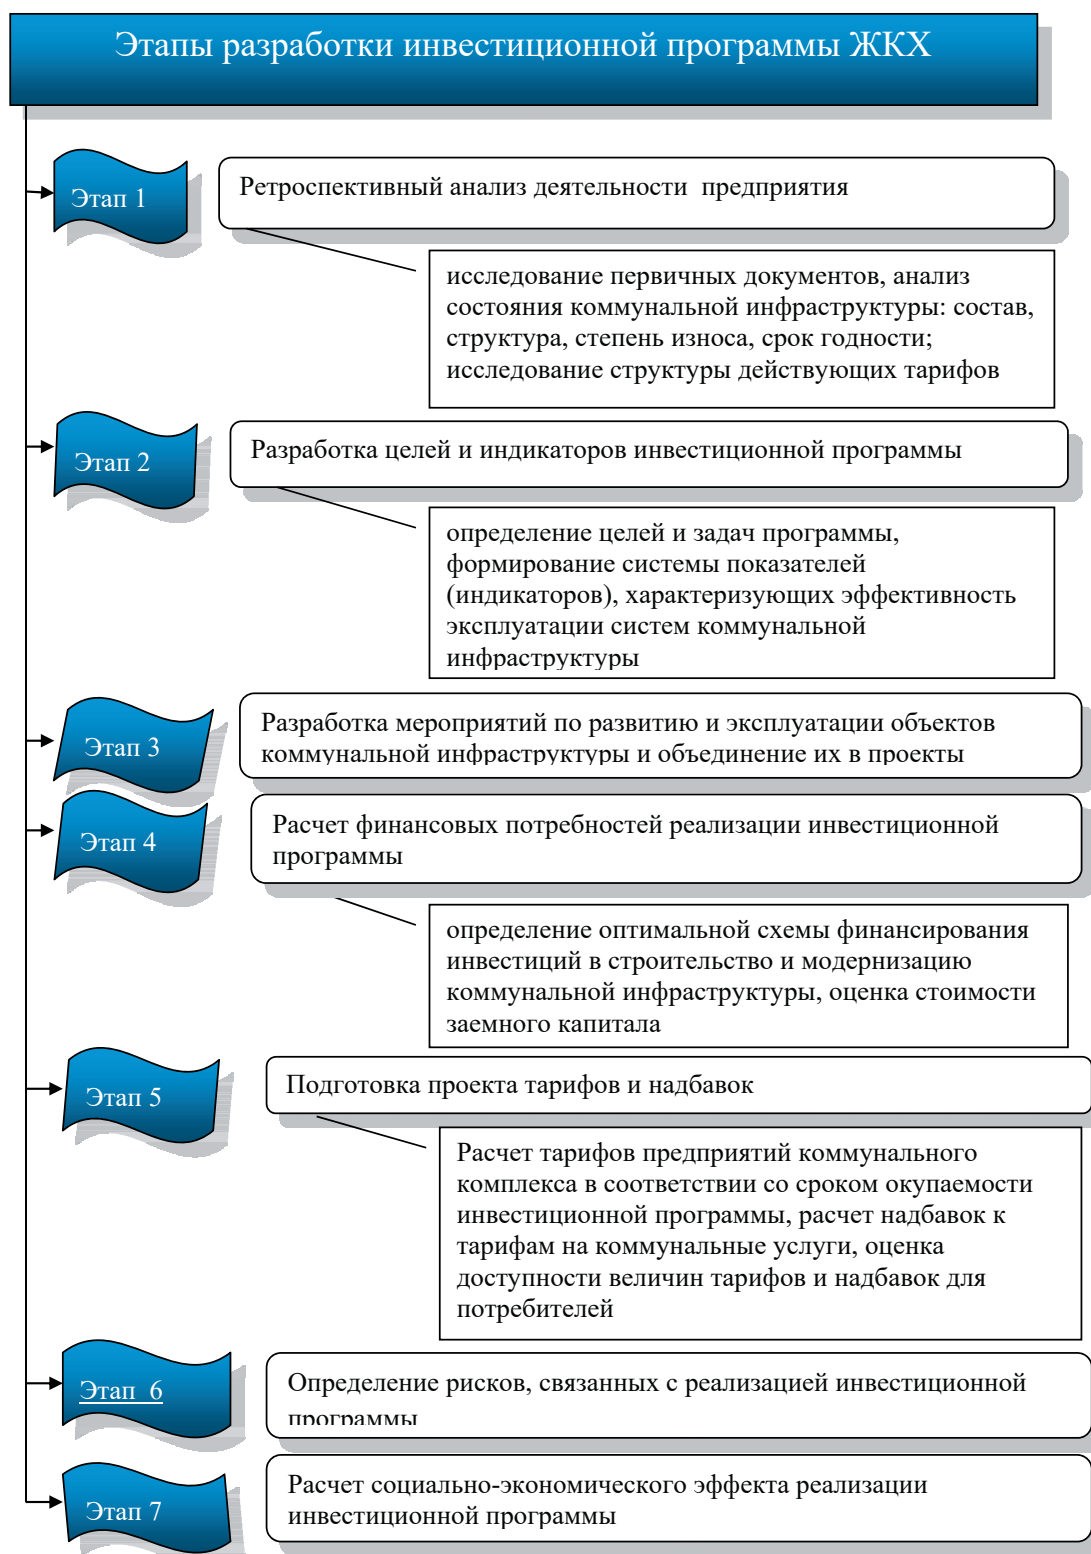 Этапы разработки инвестиционной программы ЖКХ
Этап 1
Ретроспективный анализ деятельности предприятия
исследование первичных документов, анализ
состояния коммунальной инфраструктуры: состав,
структура, степень износа, срок годности;
исследование структуры действующих тарифов
Этап 2
Разработка целей и индикаторов инвестиционной программы
определение целей и задач программы,
формирование системы показателей
(индикаторов), характеризующих эффективность
эксплуатации систем коммунальной
инфраструктуры
Этап 3
Разработка мероприятий по развитию и эксплуатации объектов
коммунальной инфраструктуры и объединение их в проекты
Этап 4
Расчет финансовых потребностей реализации инвестиционной
программы
определение оптимальной схемы финансирования
инвестиций в строительство и модернизацию
коммунальной инфраструктуры, оценка стоимости
заемного капитала
Этап 5
Подготовка проекта тарифов и надбавок
Расчет тарифов предприятий коммунального
комплекса в соответствии со сроком окупаемости
инвестиционной программы, расчет надбавок к
тарифам на коммунальные услуги, оценка
доступности величин тарифов и надбавок для
потребителей
Этап 6
Определение рисков, связанных с реализацией инвестиционной
программы
Этап 7
Расчет социально-экономического эффекта реализации
инвестиционной программы